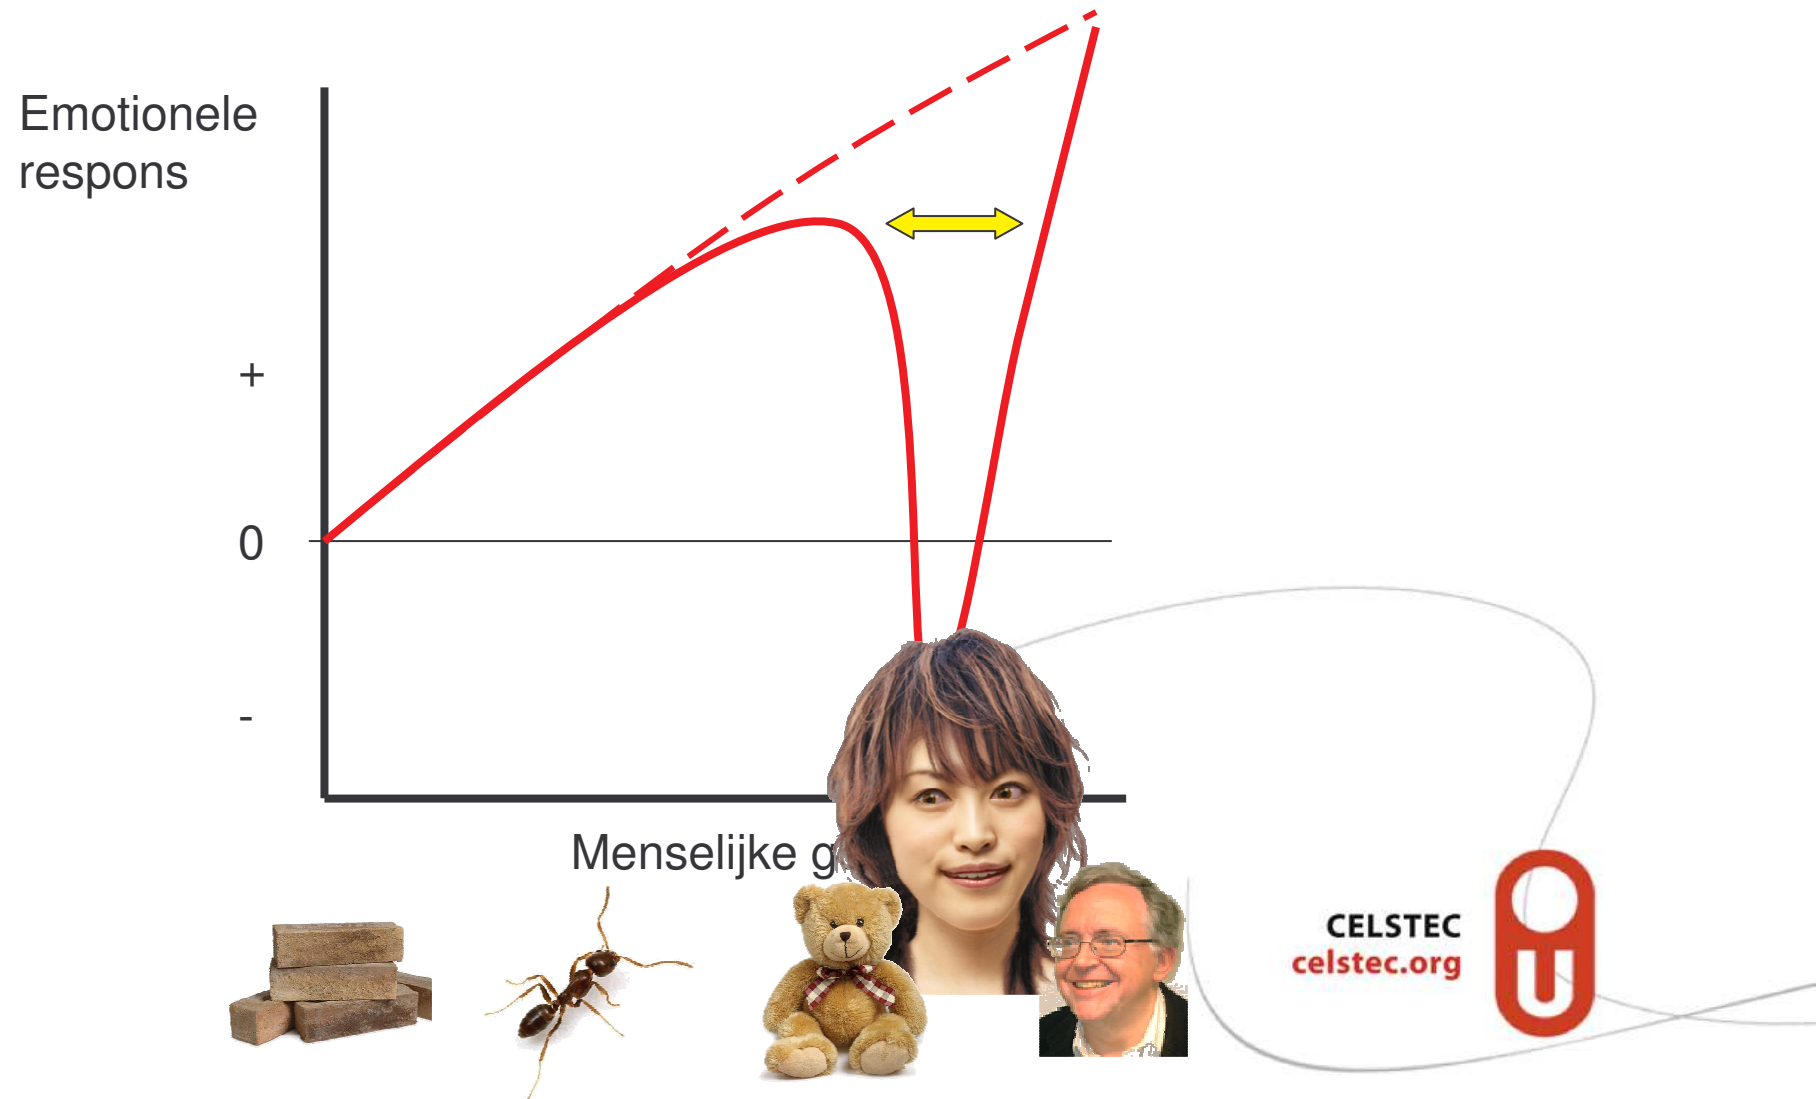 Emotionele
respons
+
0
-
Menselijke g
CELSTEC
celstec.org